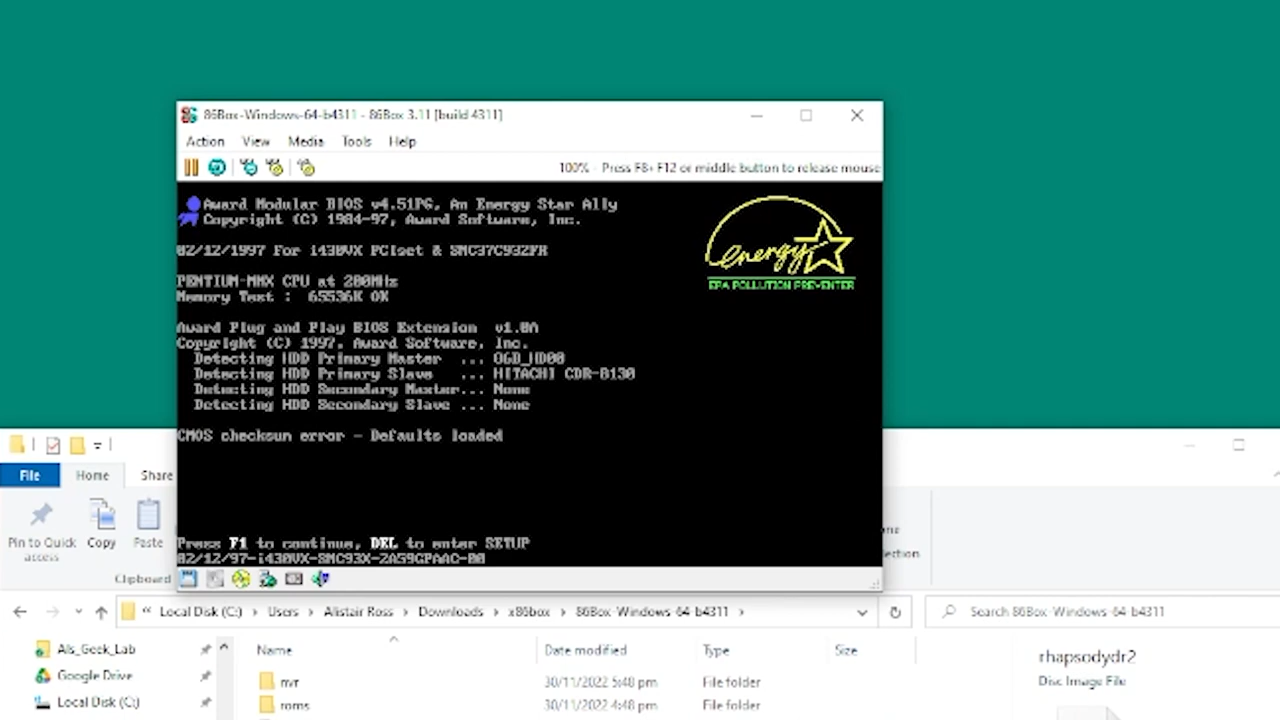 86Box-Windows-64-b4311 - 86Box 3.11 [build 4311]
Action View Media Tools Help
100% - Press F8+F12 or middle button to release mouse
Award Modular BIOS v4.51PG, An Energy Star Ally
Copyright (C) 1984-97, Award Software, Inc.
energy
EPA POLLUTION PREVENTER
02/12/1997 For i430VX PCIset & SMC37C932FR
PENTIUM-MMX CPU at 200MHz
Memory Test : 65536K OK
Award Plug and Play BIOS Extension v1.0A
Copyright (C) 1997, Award Software, Inc.
Detecting HDD Primary Master ... 86B_HD00
Detecting HDD Primary Slave ... HITACHI CDR-8130
Detecting HDD Secondary Master... None
Detecting HDD Secondary Slave ... None
CMOS checksum error - Defaults loaded
Press F1 to continue, DEL to enter SETUP
02/12/97-i430VX-SMC93X-2A59GPAAC-00
File Home Share
Pin to Quick access
Copy
Paste
Clipboard
« Local Disk (C:) › Users › Alistair Ross › Downloads › x86box › 86Box-Windows-64-b4311 ›
Search 86Box-Windows-64-b4311
Als_Geek_Lab
Google Drive
Local Disk (C:)
Name Date modified Type Size
nvr 30/11/2022 5:48 pm File folder
roms 30/11/2022 4:48 pm File folder
rhapsodydr2
Disc Image File